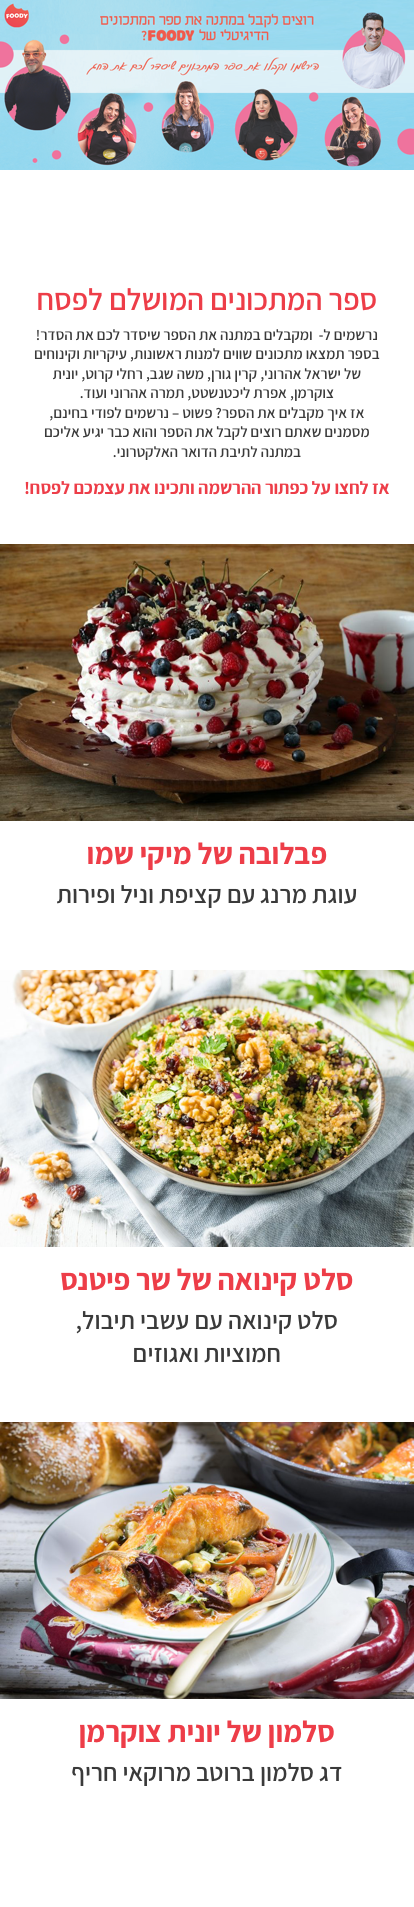 FOODY
רוצים לקבל במתנה את ספר המתכונים
הדיגיטלי של FOODY?
הירשמו וקבלו את ספר המתכונים שיסדר לכם את החג
ספר המתכונים המושלם לפסח
נרשמים ל- ומקבלים במתנה את הספר שיסדר לכם את הסדר!
בספר תמצאו מתכונים שווים למנות ראשונות, עיקריות וקינוחים
של ישראל אהרוני, קרין גורן, משה שגב, רחלי קרוט, יונית
צוקרמן, אפרת ליכטנשטט, תמרה אהרוני ועוד.
אז איך מקבלים את הספר? פשוט – נרשמים לפודי בחינם,
מסמנים שאתם רוצים לקבל את הספר והוא כבר יגיע אליכם
במתנה לתיבת הדואר האלקטרוני.
אז לחצו על כפתור ההרשמה ותכינו את עצמכם לפסח!
פבלובה של מיקי שמו
עוגת מרנג עם קציפת וניל ופירות
סלט קינואה של שר פיטנס
סלט קינואה עם עשבי תיבול,
חמוציות ואגוזים
סלמון של יונית צוקרמן
דג סלמון ברוטב מרוקאי חריף